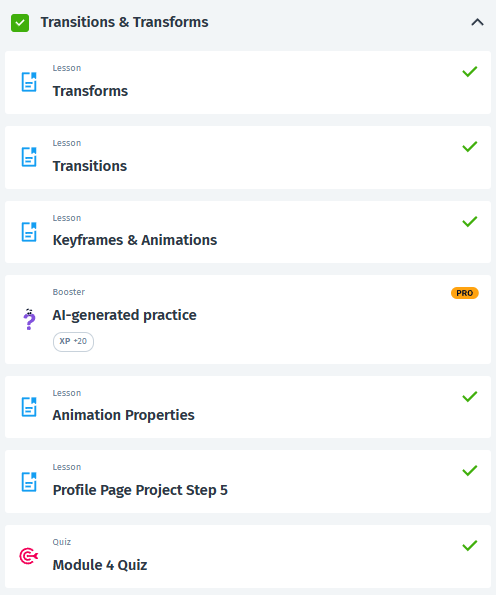 Transitions & Transforms
Lesson
Transforms
Lesson
Transitions
Lesson
Keyframes & Animations
Booster
PRO
AI-generated practice
XP +20
Lesson
Animation Properties
Lesson
Profile Page Project Step 5
Quiz
Module 4 Quiz